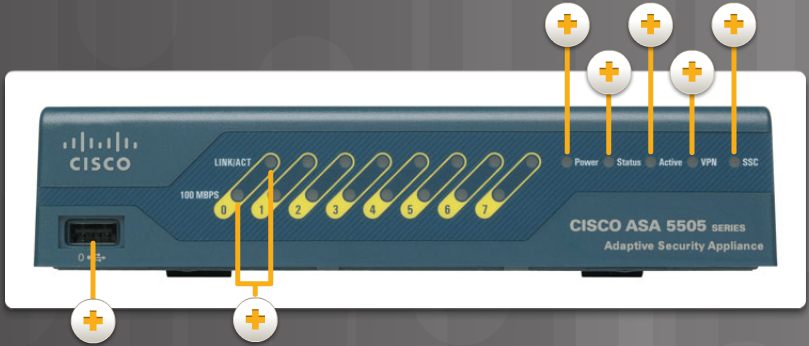 CISCO
LINK/ACT
100 MBPS
0 1 2 3 4 5 6 7
Power Status Active VPN SSC
CISCO ASA 5505 SERIES
Adaptive Security Appliance
0